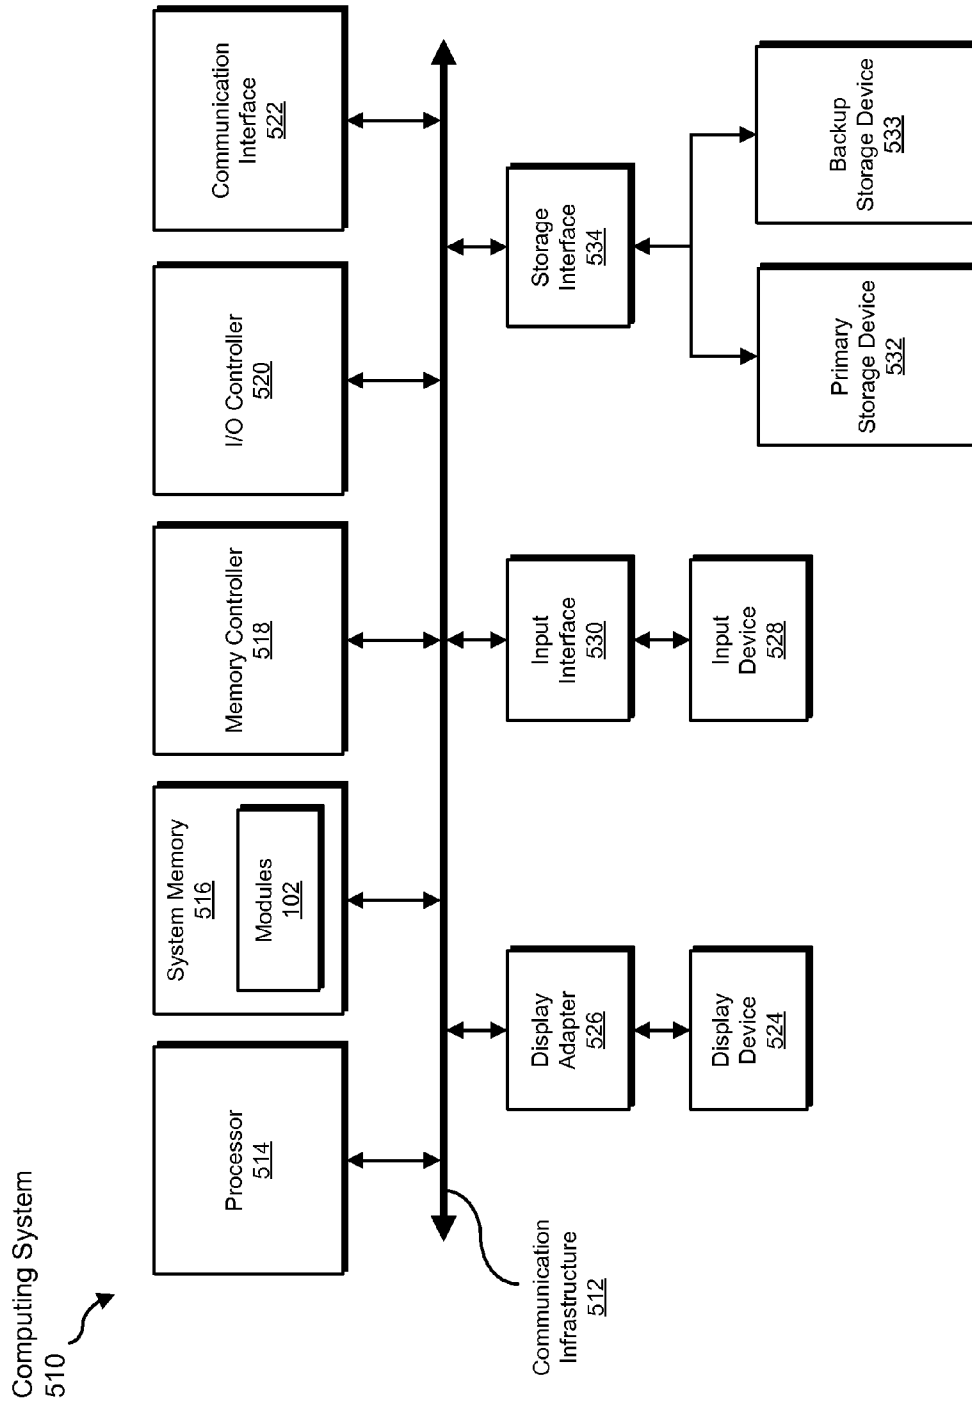 Computing System
510
Processor
514
System Memory
516
Modules
102
Memory Controller
518
I/O Controller
520
Communication
Interface
522
Communication
Infrastructure
512
Display
Adapter
526
Input
Interface
530
Storage
Interface
534
Display
Device
524
Input
Device
528
Primary
Storage Device
532
Backup
Storage Device
533